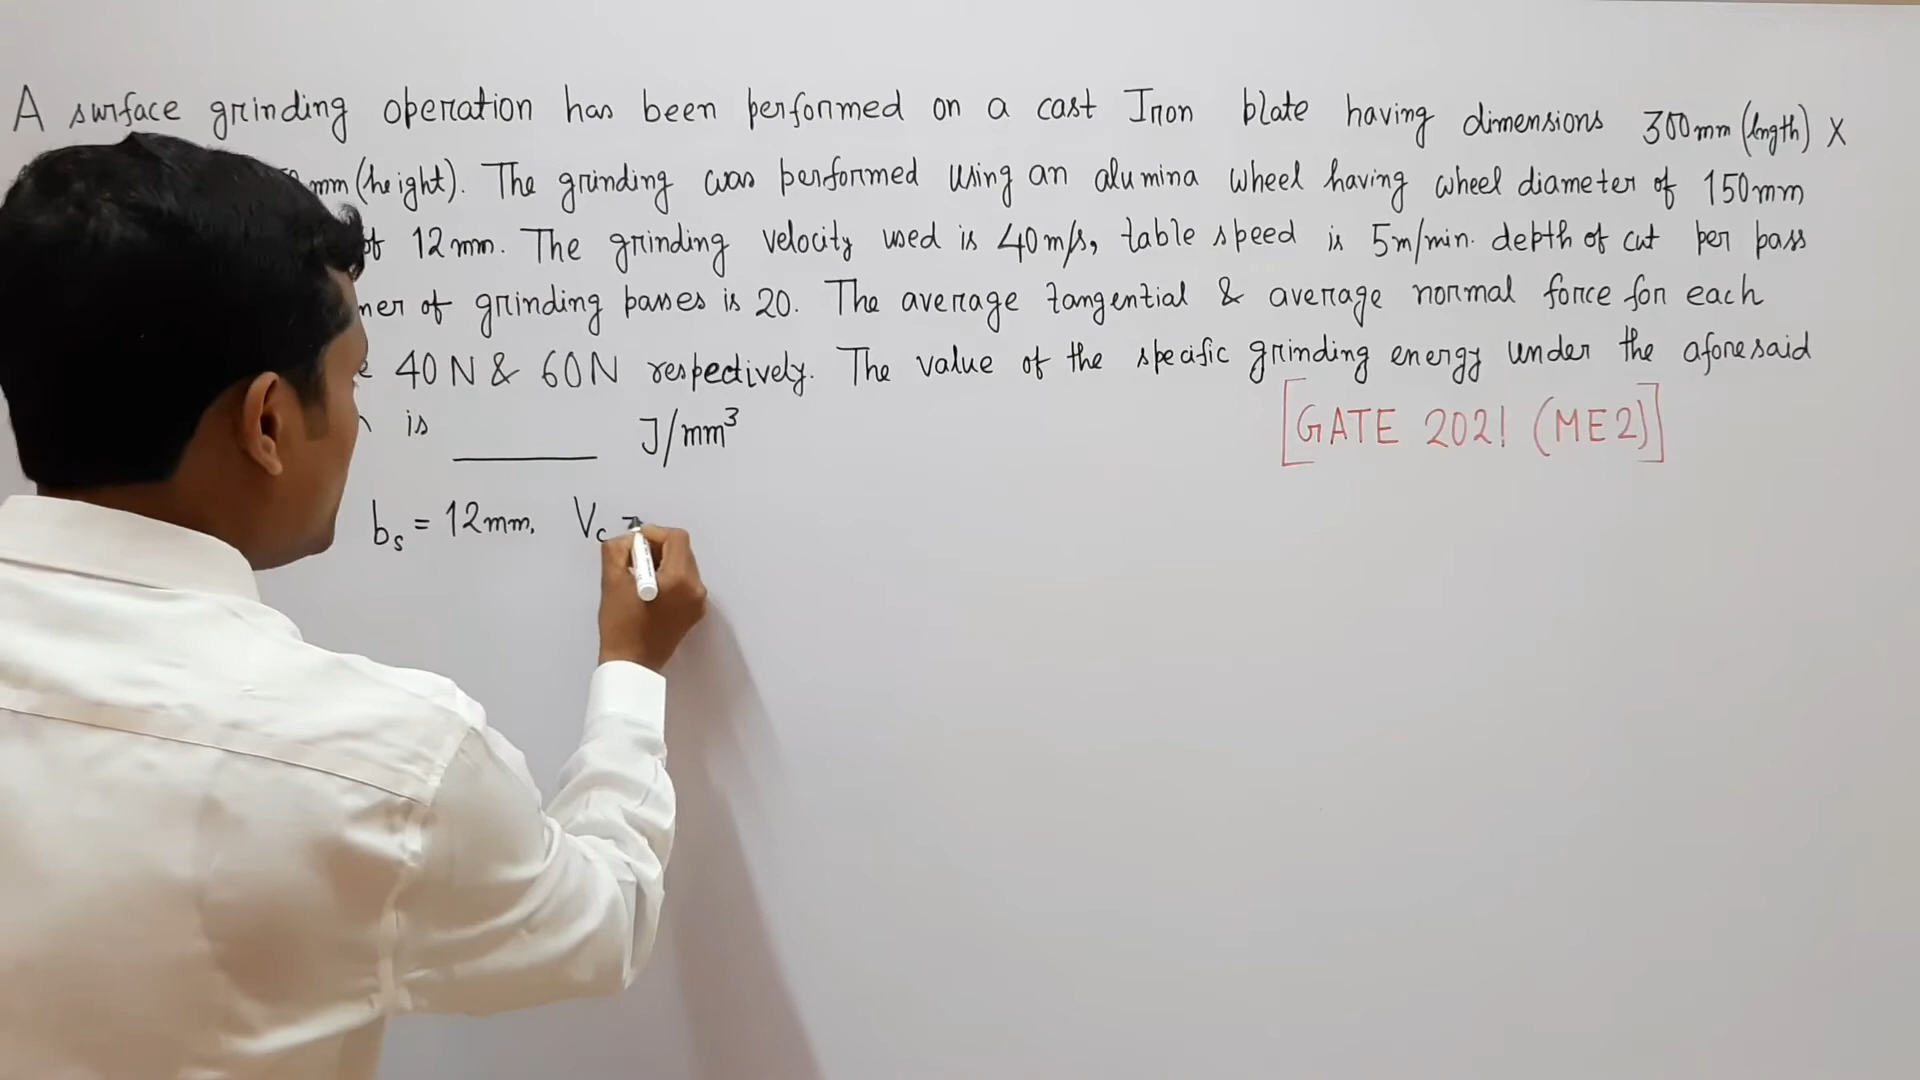 A surface grinding operation has been performed on a cast Iron blate having dimensions 300mm (lngth) X
mm (height). The grinding was performed using an alumina wheel having wheel diameter of 150mm
of 12mm. The grinding velocity used is 40m/s, table speed is 5m/min. depth of cut per pass
of grinding passes is 20. The average tangential & average normal force for each
40N & 60N respectively. The value of the specific grinding energy under the aforesaid
is ______ J/mm³
[GATE 2021 (ME2)]
bs = 12mm, Vc =